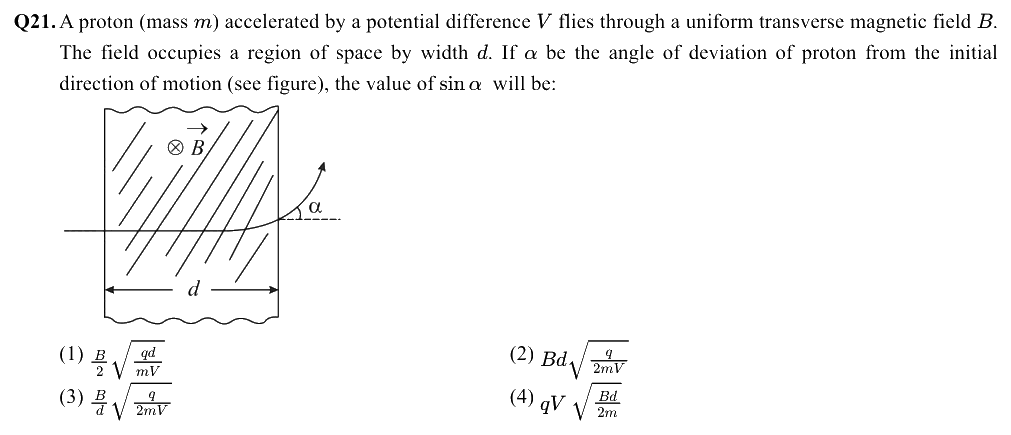 Q21. A proton (mass m) accelerated by a potential difference V flies through a uniform transverse magnetic field B.
The field occupies a region of space by width d. If α be the angle of deviation of proton from the initial
direction of motion (see figure), the value of sin α will be:
⊗ B⃗
α
d
(1) B/2 √(qd/mV)
(2) Bd√(q/2mV)
(3) B/d √(q/2mV)
(4) qV √(Bd/2m)